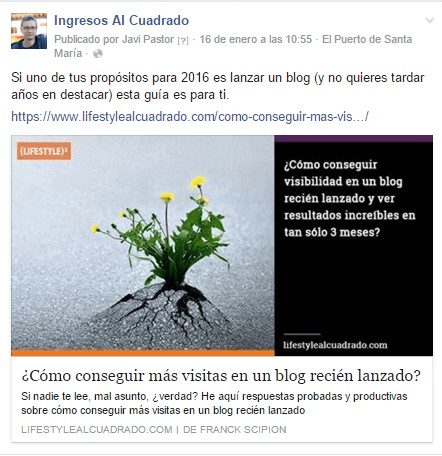 Ingresos Al Cuadrado
Publicado por Javi Pastor [?] · 16 de enero a las 10:55 · El Puerto de Santa
María ·
Si uno de tus propósitos para 2016 es lanzar un blog (y no quieres tardar
años en destacar) esta guía es para ti.
https://www.lifestylealcuadrado.com/como-conseguir-mas-vis…/
{LIFESTYLE}²
¿Cómo conseguir
visibilidad en un blog
recién lanzado y ver
resultados increíbles en
tan sólo 3 meses?
lifestylealcuadrado.com
¿Cómo conseguir más visitas en un blog recién lanzado?
Si nadie te lee, mal asunto, ¿verdad? He aquí respuestas probadas y productivas
sobre cómo conseguir más visitas en un blog recién lanzado
LIFESTYLEALCUADRADO.COM | DE FRANCK SCIPION